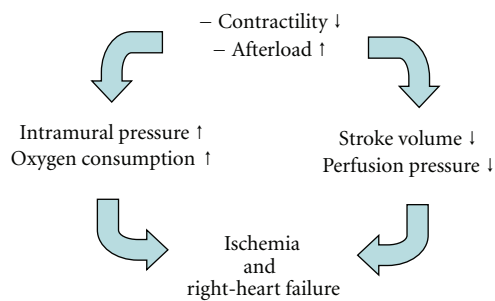 − Contractility ↓
− Afterload ↑
Intramural pressure ↑
Oxygen consumption ↑
Stroke volume ↓
Perfusion pressure ↓
Ischemia
and
right-heart failure